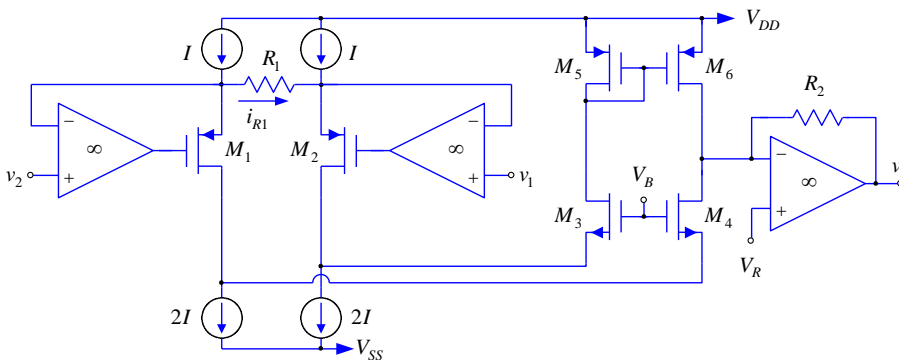 V_DD
I
R_1
I
M_5
M_6
R_2
i_R1
−
∞
+
v_2
M_1
M_2
−
∞
+
v_1
V_B
M_3
M_4
−
∞
+
v
V_R
2I
2I
V_SS